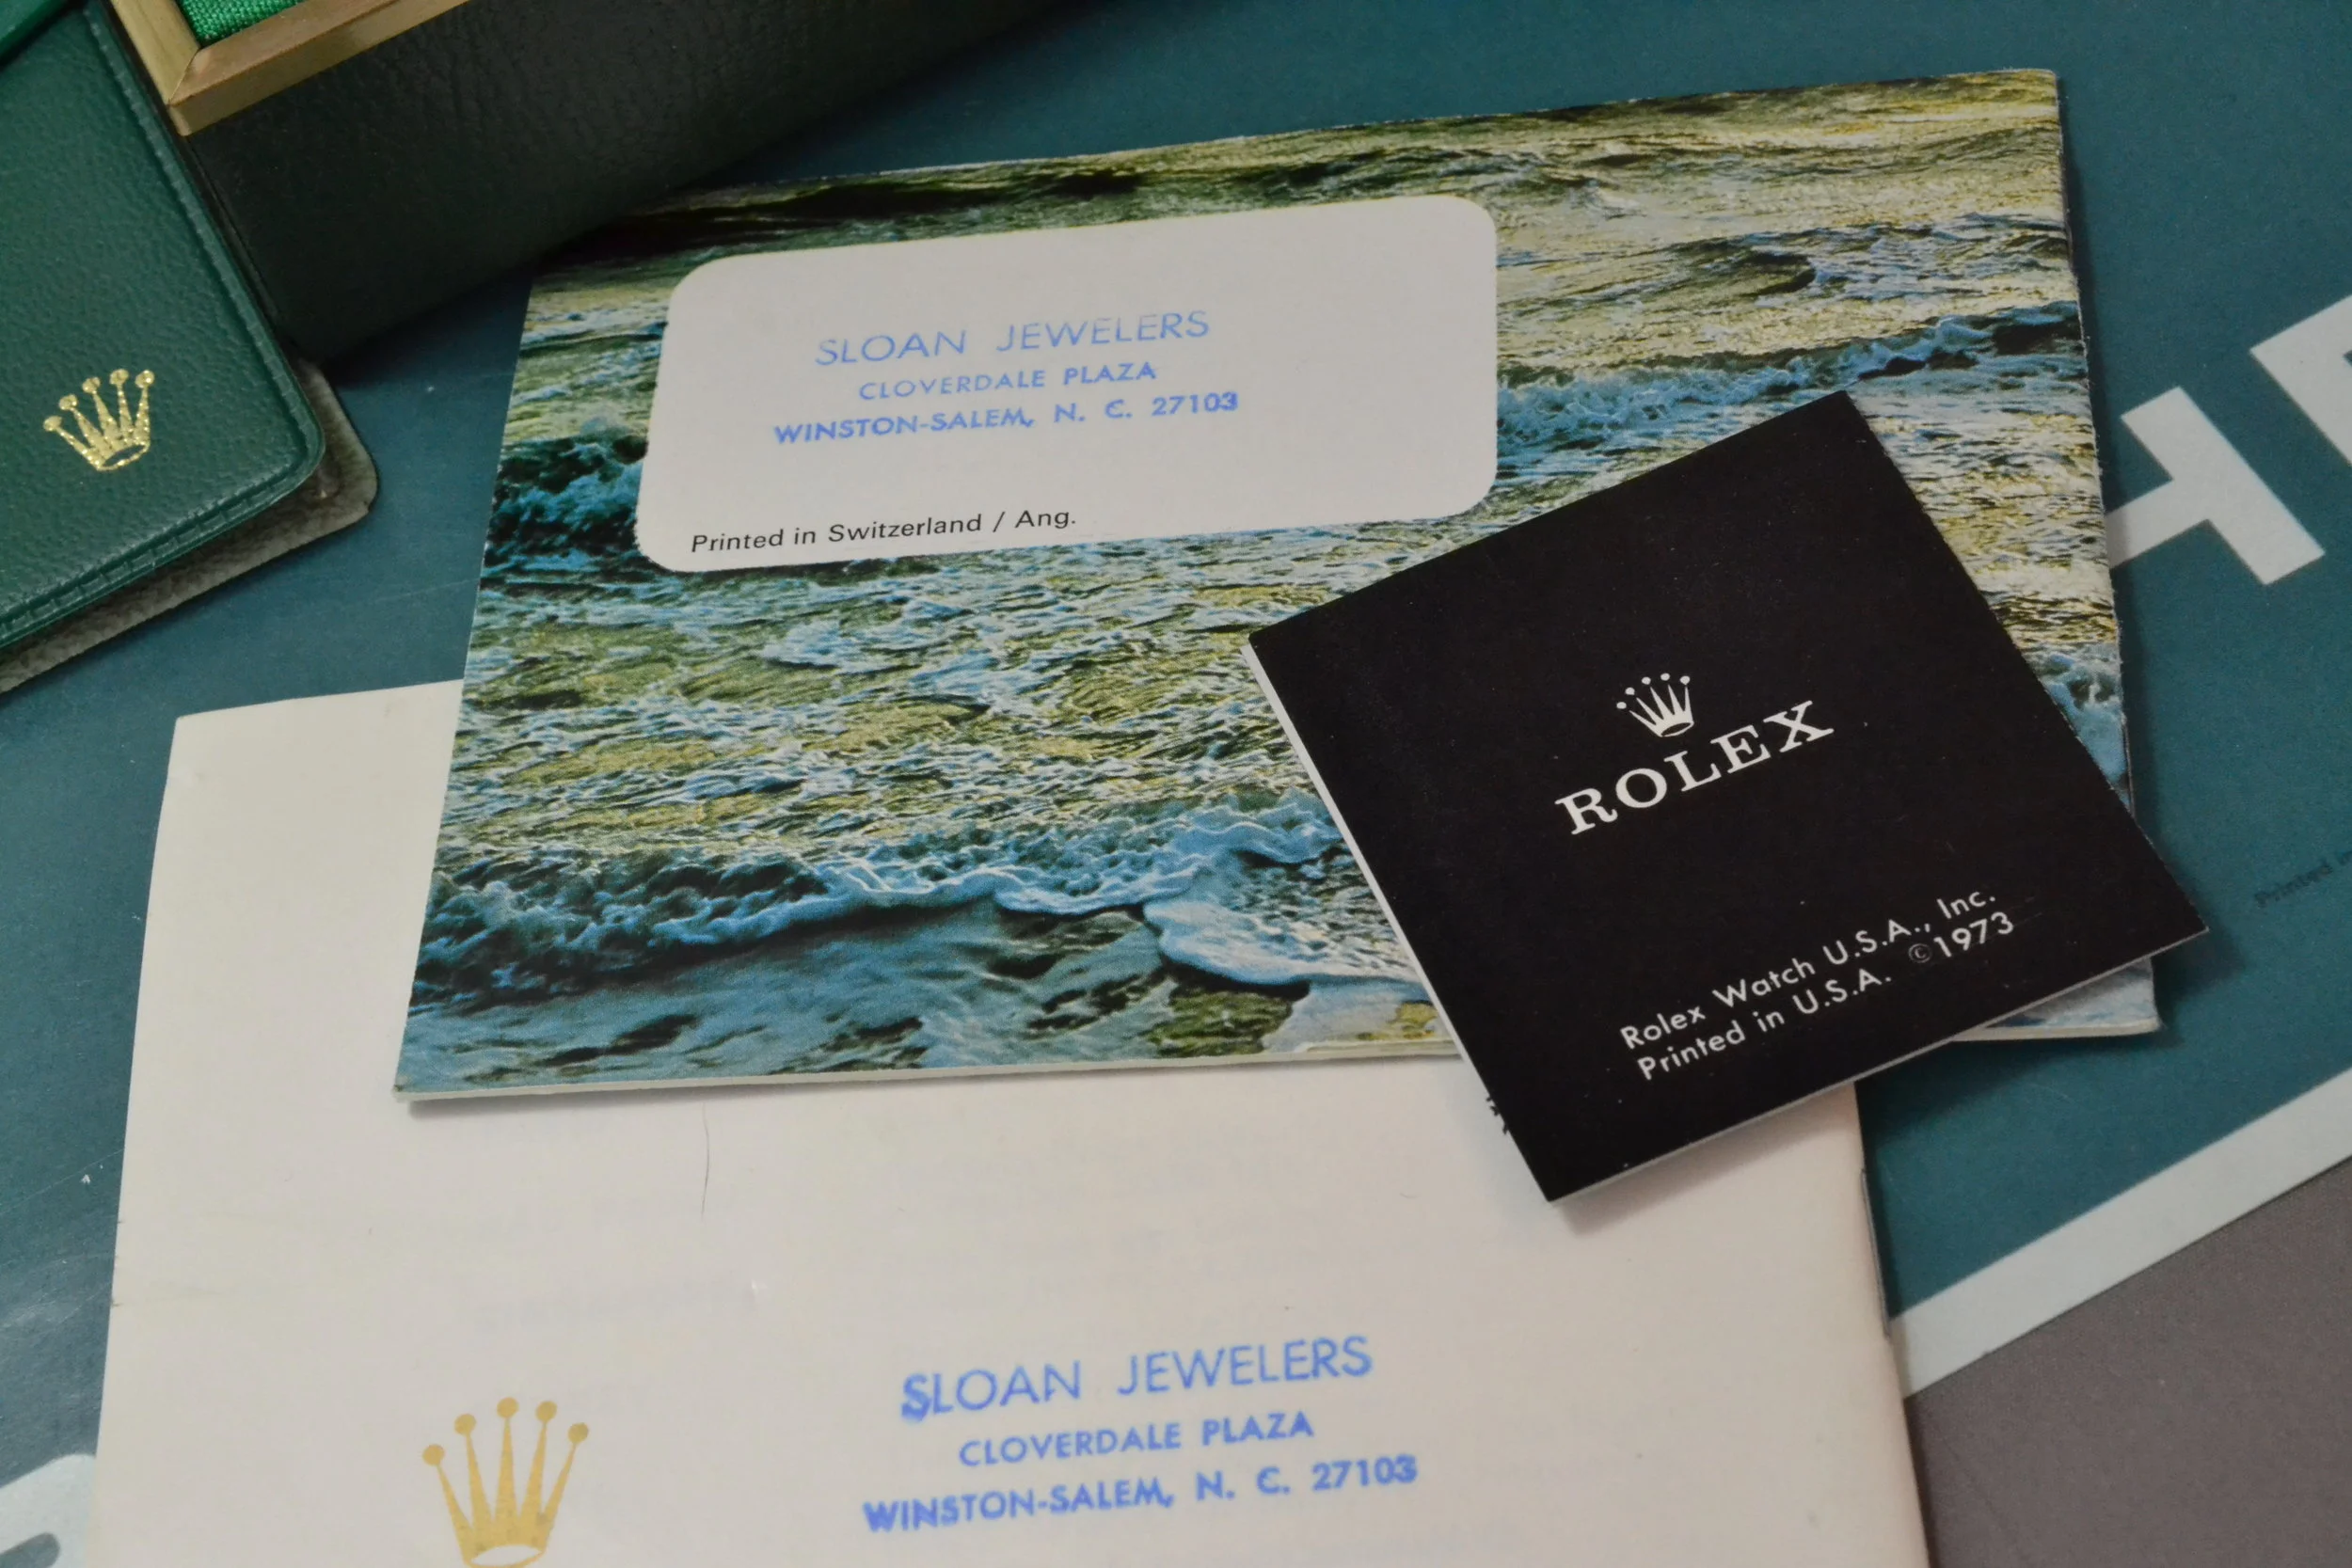 SLOAN JEWELERS
CLOVERDALE PLAZA
WINSTON-SALEM, N. C. 27103
Printed in Switzerland / Ang.
ROLEX
Rolex Watch U.S.A., Inc.
Printed in U.S.A. ©1973
Printed
SLOAN JEWELERS
CLOVERDALE PLAZA
WINSTON-SALEM, N. C. 27103